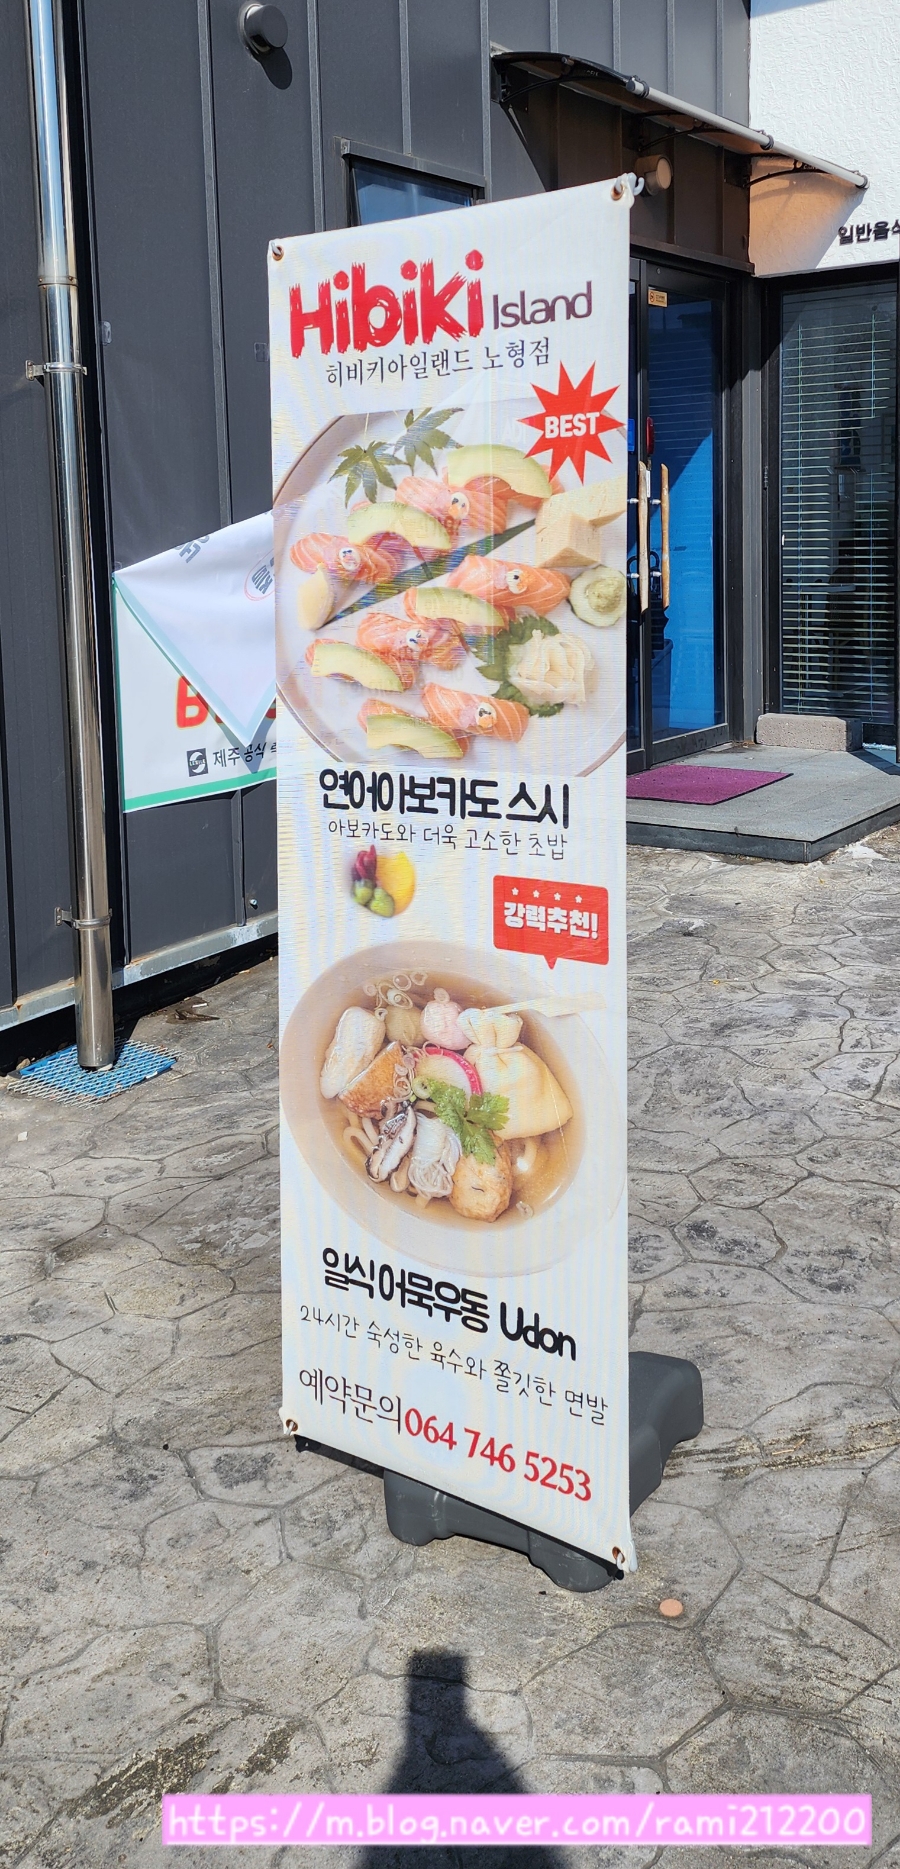 Hibiki Island
히비키아일랜드 노형점
BEST
연어아보카도 스시
아보카도와 더욱 고소한 초밥
강력추천!
일식 어묵우동 Udon
24시간 숙성한 육수와 쫄깃한 면발
예약문의 064 746 5253
일반음식
제주 공식
https://m.blog.naver.com/rami212200